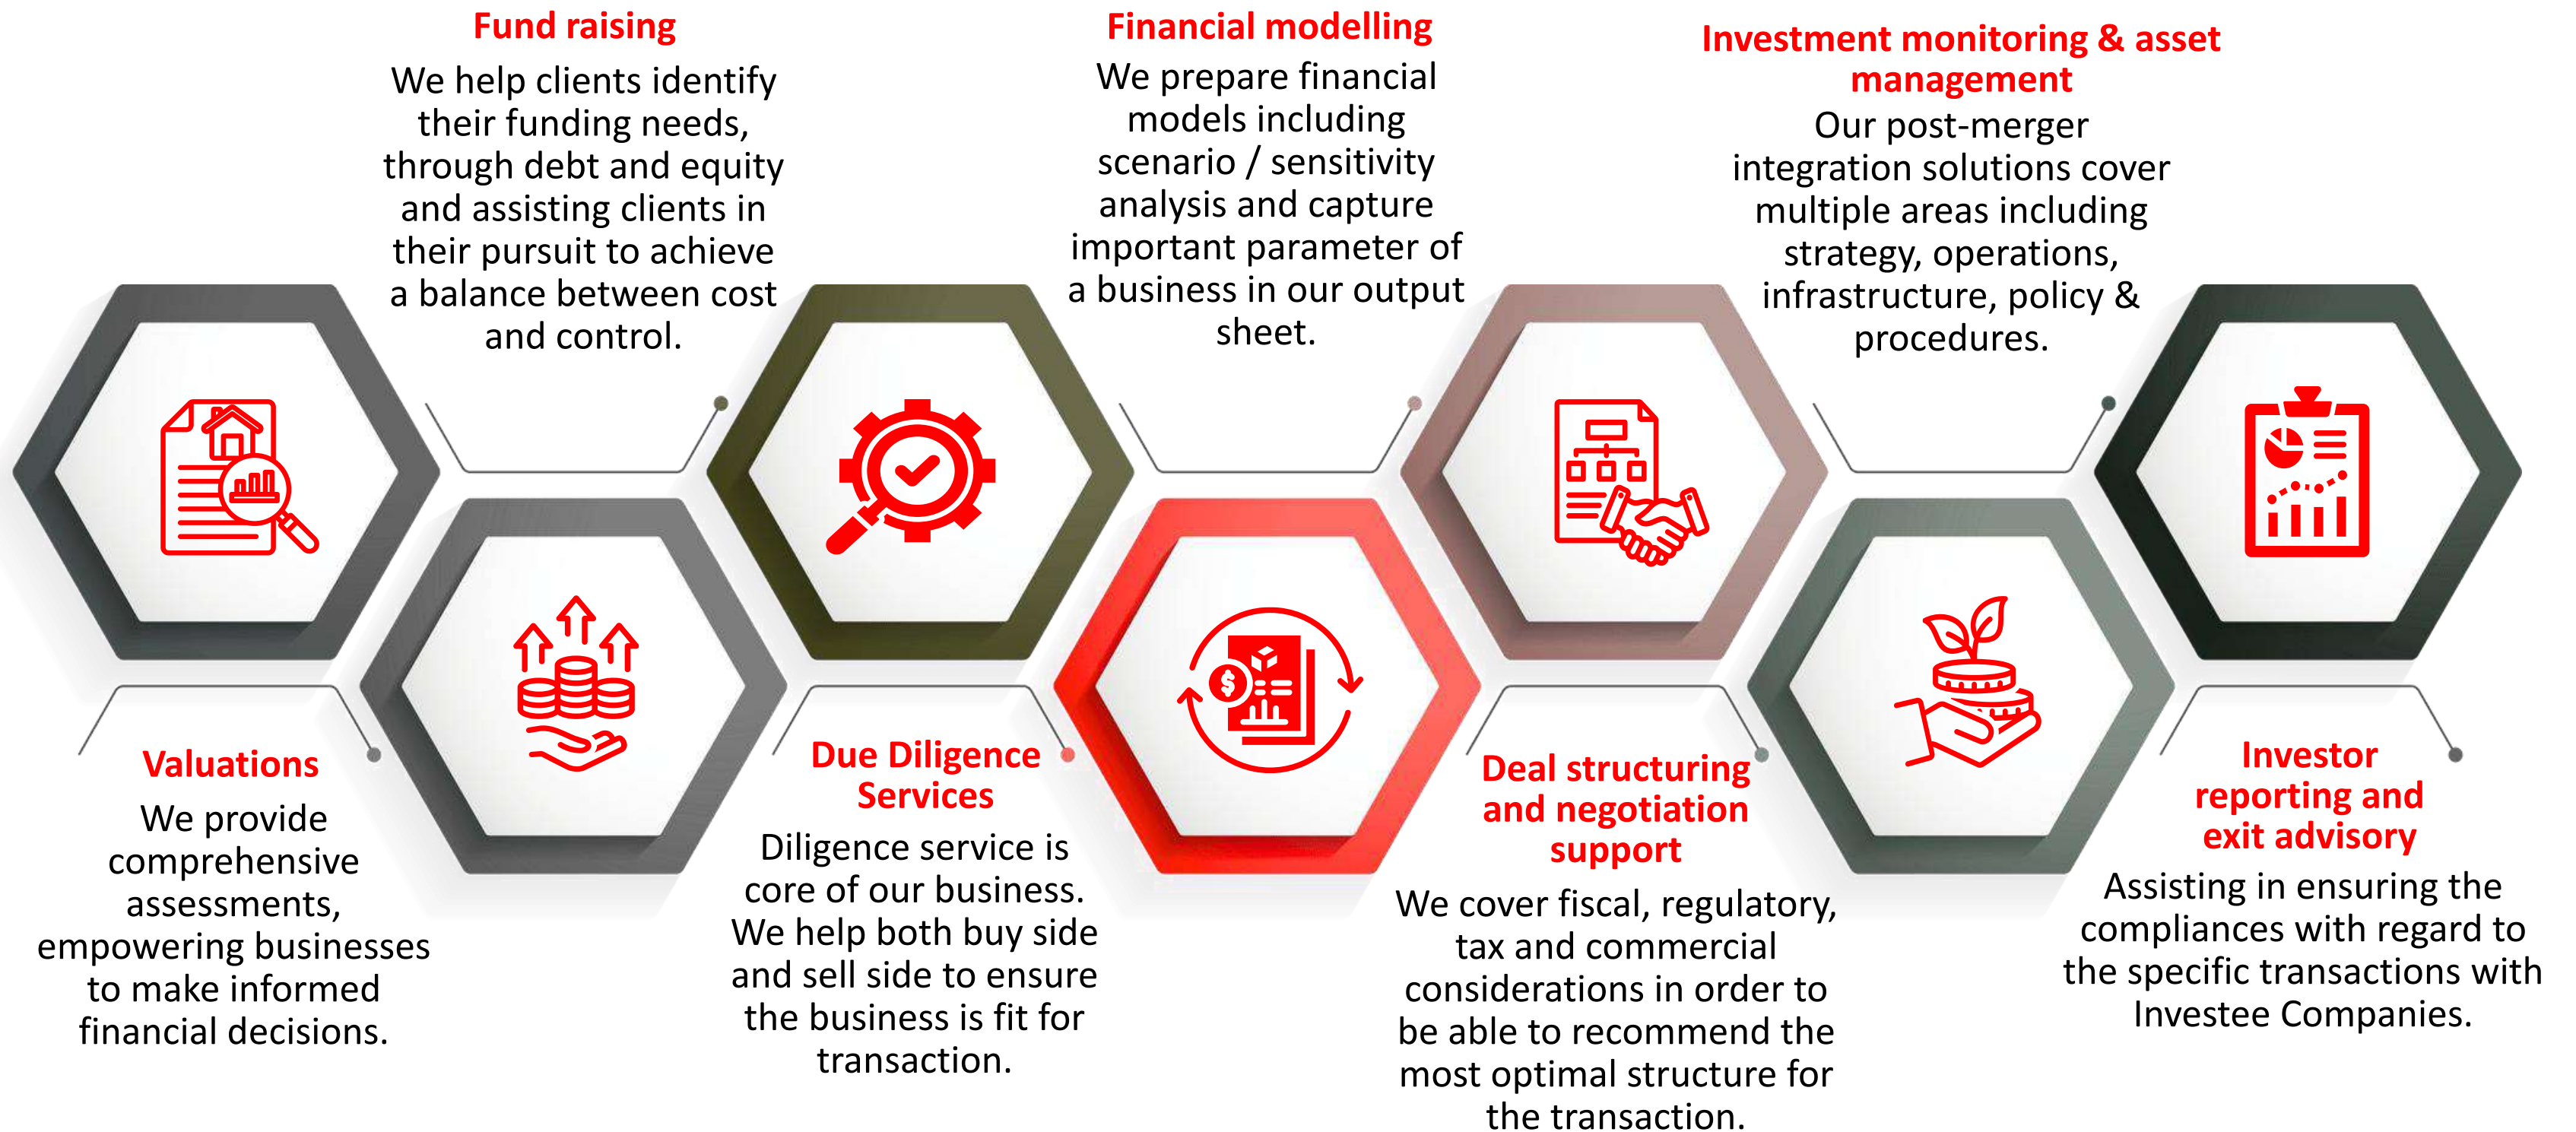 Fund raising
We help clients identify
their funding needs,
through debt and equity
and assisting clients in
their pursuit to achieve
a balance between cost
and control.
Financial modelling
We prepare financial
models including
scenario / sensitivity
analysis and capture
important parameter of
a business in our output
sheet.
Investment monitoring & asset
management
Our post-merger
integration solutions cover
multiple areas including
strategy, operations,
infrastructure, policy &
procedures.
$
Valuations
We provide
comprehensive
assessments,
empowering businesses
to make informed
financial decisions.
Due Diligence
Services
Diligence service is
core of our business.
We help both buy side
and sell side to ensure
the business is fit for
transaction.
Deal structuring
and negotiation
support
We cover fiscal, regulatory,
tax and commercial
considerations in order to
be able to recommend the
most optimal structure for
the transaction.
Investor
reporting and
exit advisory
Assisting in ensuring the
compliances with regard to
the specific transactions with
Investee Companies.